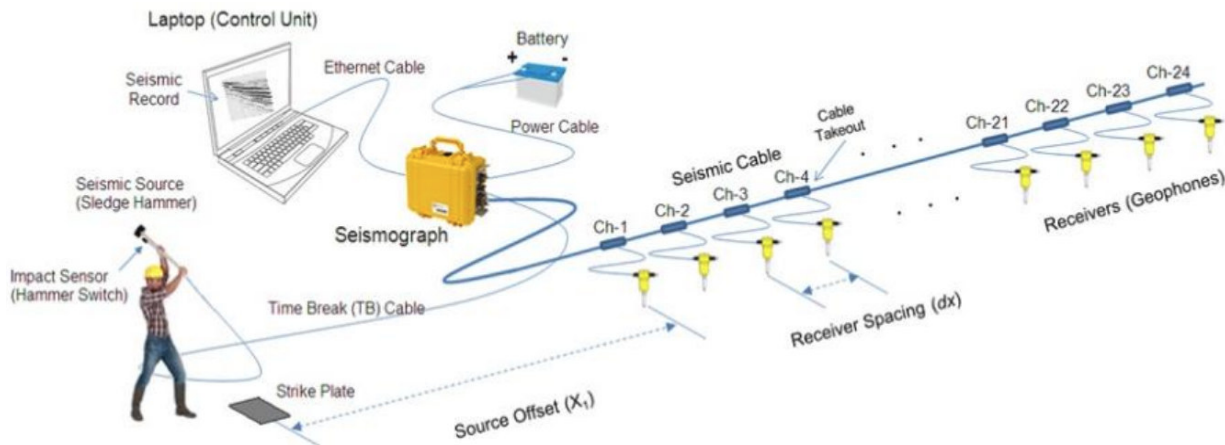 Laptop (Control Unit)
Battery
+ -
Ethernet Cable
Seismic
Record
Power Cable
Ch-24
Ch-23
Ch-22
Ch-21
Cable
Takeout
Seismic Cable
Ch-4
Ch-3
Ch-2
Ch-1
Seismic Source
(Sledge Hammer)
Seismograph
Receivers (Geophones)
Impact Sensor
(Hammer Switch)
Time Break (TB) Cable
Receiver Spacing (dx)
Strike Plate
Source Offset (X₁)